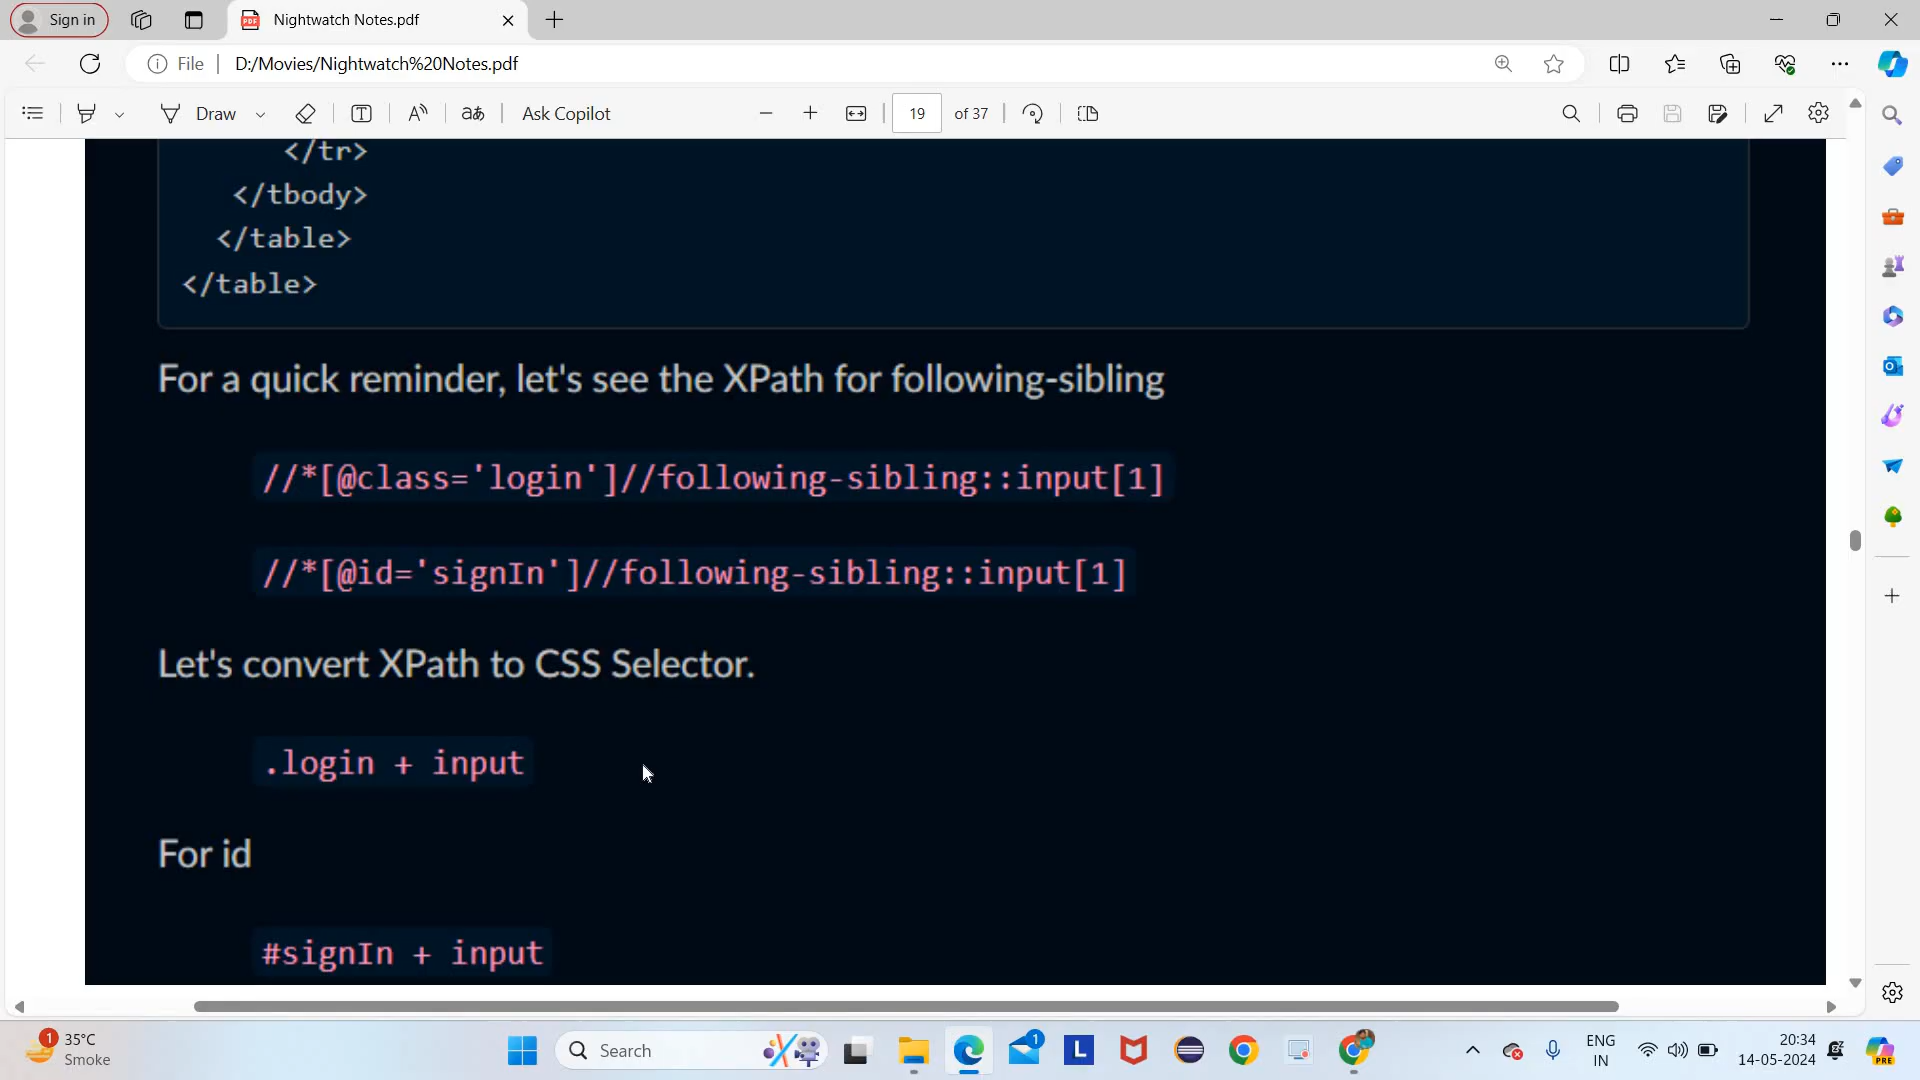 Sign in
Nightwatch Notes.pdf
File
D:/Movies/Nightwatch%20Notes.pdf
Draw
Ask Copilot
19 of 37
</tr>
</tbody>
</table>
</table>
For a quick reminder, let's see the XPath for following-sibling
//*[@class='login']//following-sibling::input[1]
//*[@id='signIn']//following-sibling::input[1]
Let's convert XPath to CSS Selector.
.login + input
For id
#signIn + input
1
35°C
Smoke
Search
1
L
ENG
IN
20:34
14-05-2024
PRE